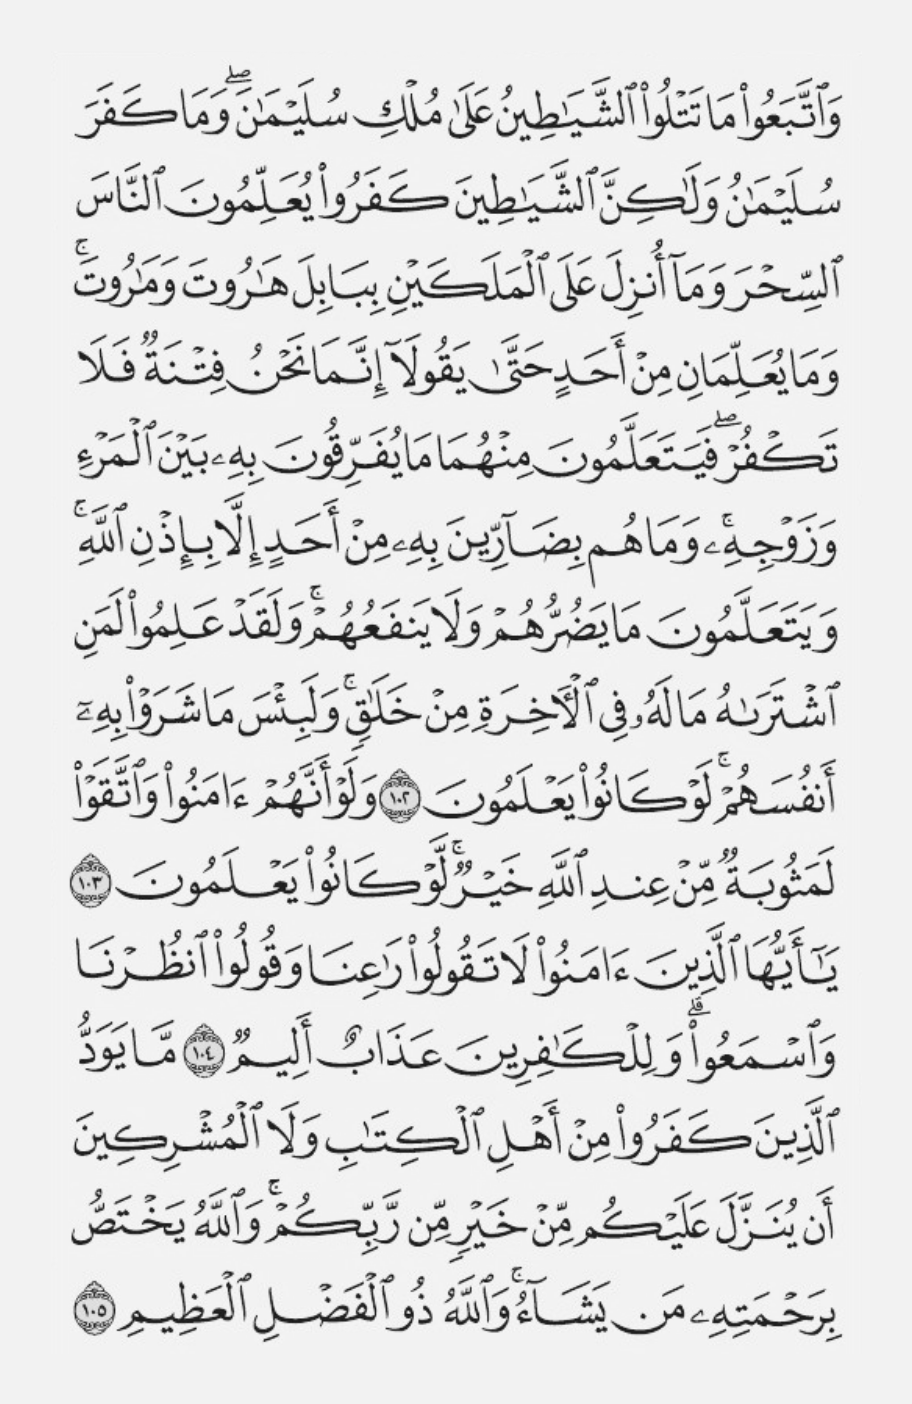 وَٱتَّبَعُوا۟ مَا تَتْلُوا۟ ٱلشَّيَـٰطِينُ عَلَىٰ مُلْكِ سُلَيْمَـٰنَ ۖ وَمَا كَفَرَ
سُلَيْمَـٰنُ وَلَـٰكِنَّ ٱلشَّيَـٰطِينَ كَفَرُوا۟ يُعَلِّمُونَ ٱلنَّاسَ
ٱلسِّحْرَ وَمَآ أُنزِلَ عَلَى ٱلْمَلَكَيْنِ بِبَابِلَ هَـٰرُوتَ وَمَـٰرُوتَ ۚ
وَمَا يُعَلِّمَانِ مِنْ أَحَدٍ حَتَّىٰ يَقُولَآ إِنَّمَا نَحْنُ فِتْنَةٌ فَلَا
تَكْفُرْ ۖ فَيَتَعَلَّمُونَ مِنْهُمَا مَا يُفَرِّقُونَ بِهِۦ بَيْنَ ٱلْمَرْءِ
وَزَوْجِهِۦ ۚ وَمَا هُم بِضَآرِّينَ بِهِۦ مِنْ أَحَدٍ إِلَّا بِإِذْنِ ٱللَّهِ ۚ
وَيَتَعَلَّمُونَ مَا يَضُرُّهُمْ وَلَا يَنفَعُهُمْ ۚ وَلَقَدْ عَلِمُوا۟ لَمَنِ
ٱشْتَرَىٰهُ مَا لَهُۥ فِى ٱلْـَٔاخِرَةِ مِنْ خَلَـٰقٍ ۚ وَلَبِئْسَ مَا شَرَوْا۟ بِهِۦٓ
أَنفُسَهُمْ ۚ لَوْ كَانُوا۟ يَعْلَمُونَ ١٠٢ وَلَوْ أَنَّهُمْ ءَامَنُوا۟ وَٱتَّقَوْا۟
لَمَثُوبَةٌ مِّنْ عِندِ ٱللَّهِ خَيْرٌ ۖ لَّوْ كَانُوا۟ يَعْلَمُونَ ١٠٣
يَـٰٓأَيُّهَا ٱلَّذِينَ ءَامَنُوا۟ لَا تَقُولُوا۟ رَٰعِنَا وَقُولُوا۟ ٱنظُرْنَا
وَٱسْمَعُوا۟ ۗ وَلِلْكَـٰفِرِينَ عَذَابٌ أَلِيمٌ ١٠٤ مَّا يَوَدُّ
ٱلَّذِينَ كَفَرُوا۟ مِنْ أَهْلِ ٱلْكِتَـٰبِ وَلَا ٱلْمُشْرِكِينَ
أَن يُنَزَّلَ عَلَيْكُم مِّنْ خَيْرٍ مِّن رَّبِّكُمْ ۚ وَٱللَّهُ يَخْتَصُّ
بِرَحْمَتِهِۦ مَن يَشَآءُ ۚ وَٱللَّهُ ذُو ٱلْفَضْلِ ٱلْعَظِيمِ ١٠٥